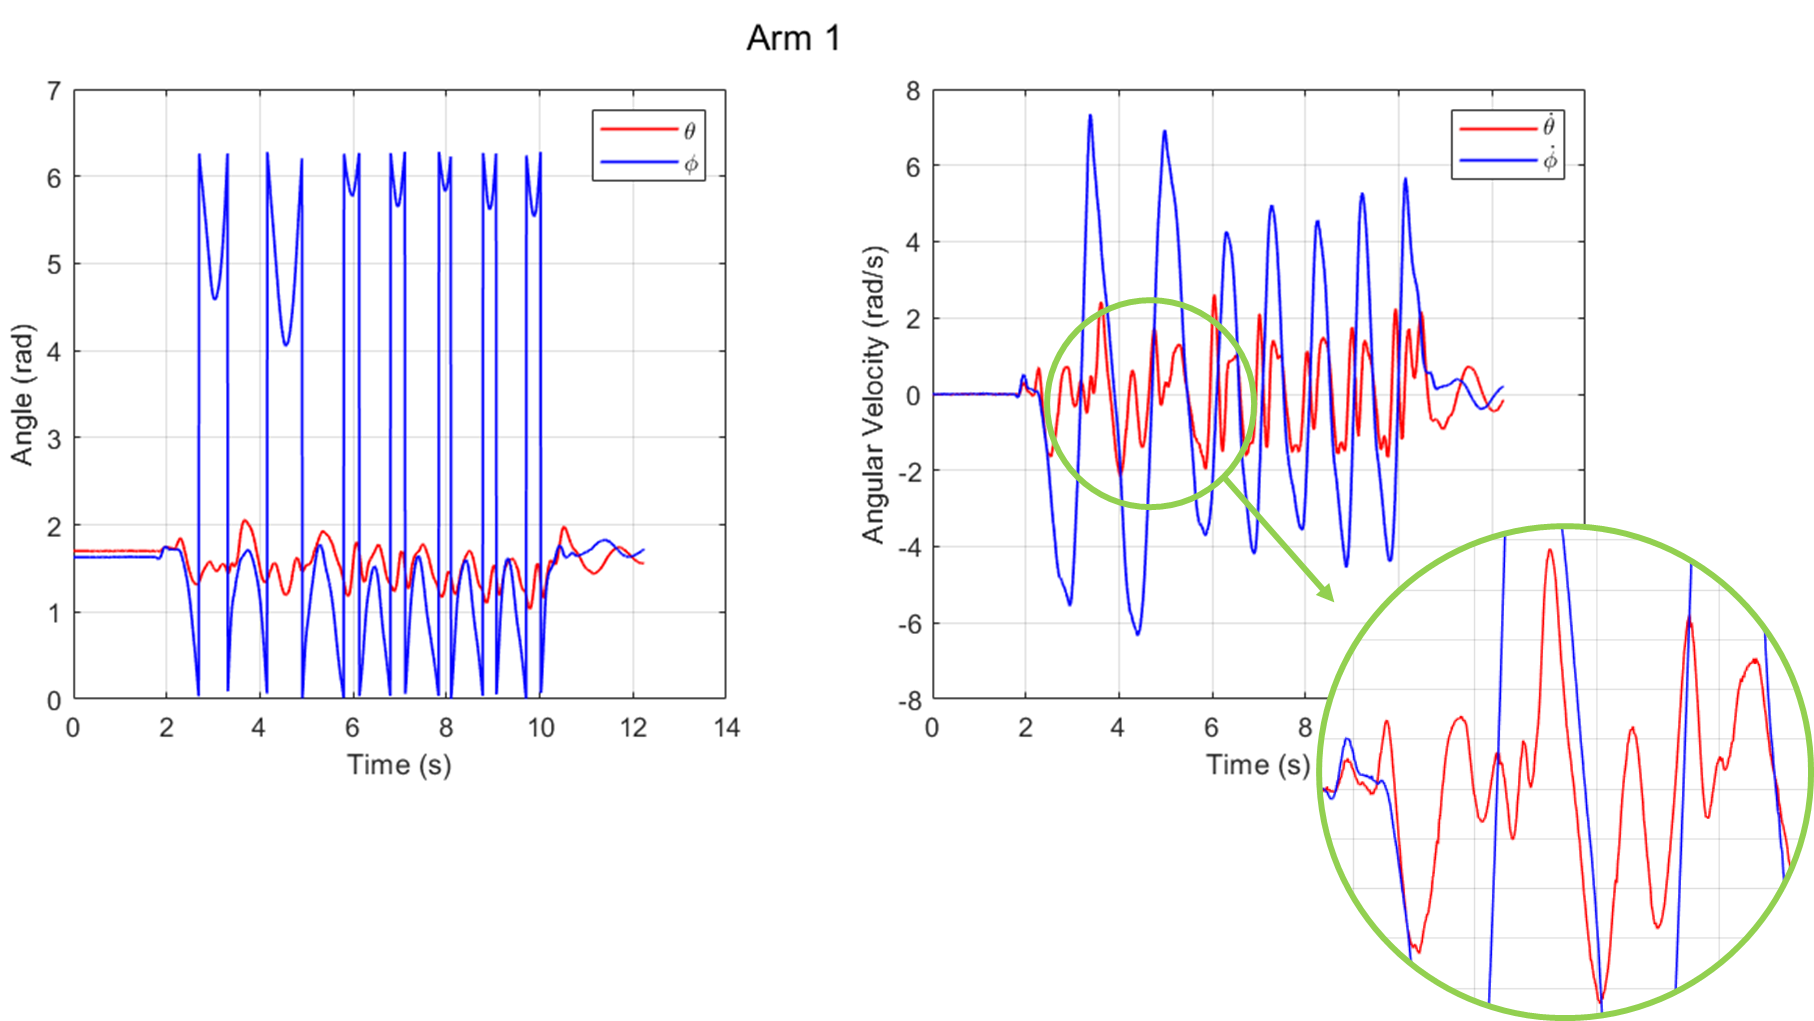 Arm 1
7
6
5
4
3
2
1
0
0 2 4 6 8 10 12 14
Angle (rad)
Time (s)
θ
ϕ
8
6
4
2
0
-2
-4
-6
-8
0 2 4 6 8
Angular Velocity (rad/s)
Time (s)
θ̇
ϕ̇